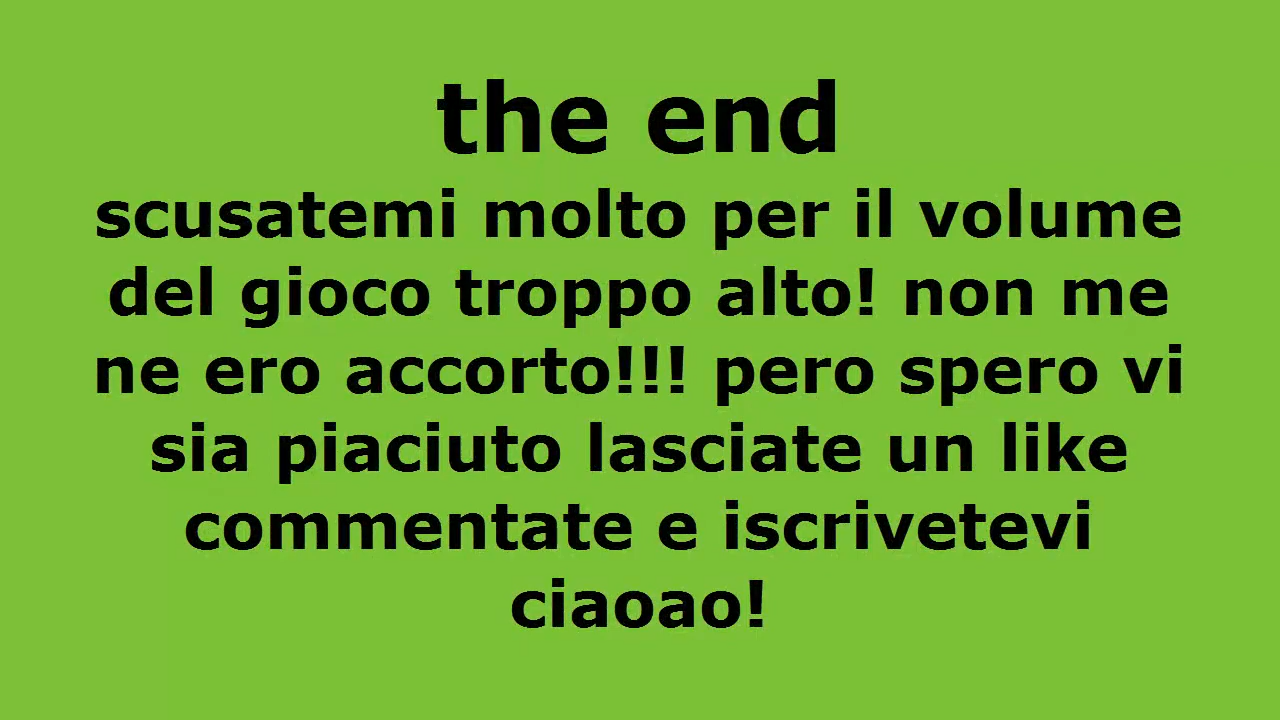 the end
scusatemi molto per il volume
del gioco troppo alto! non me
ne ero accorto!!! pero spero vi
sia piaciuto lasciate un like
commentate e iscrivetevi
ciaoao!